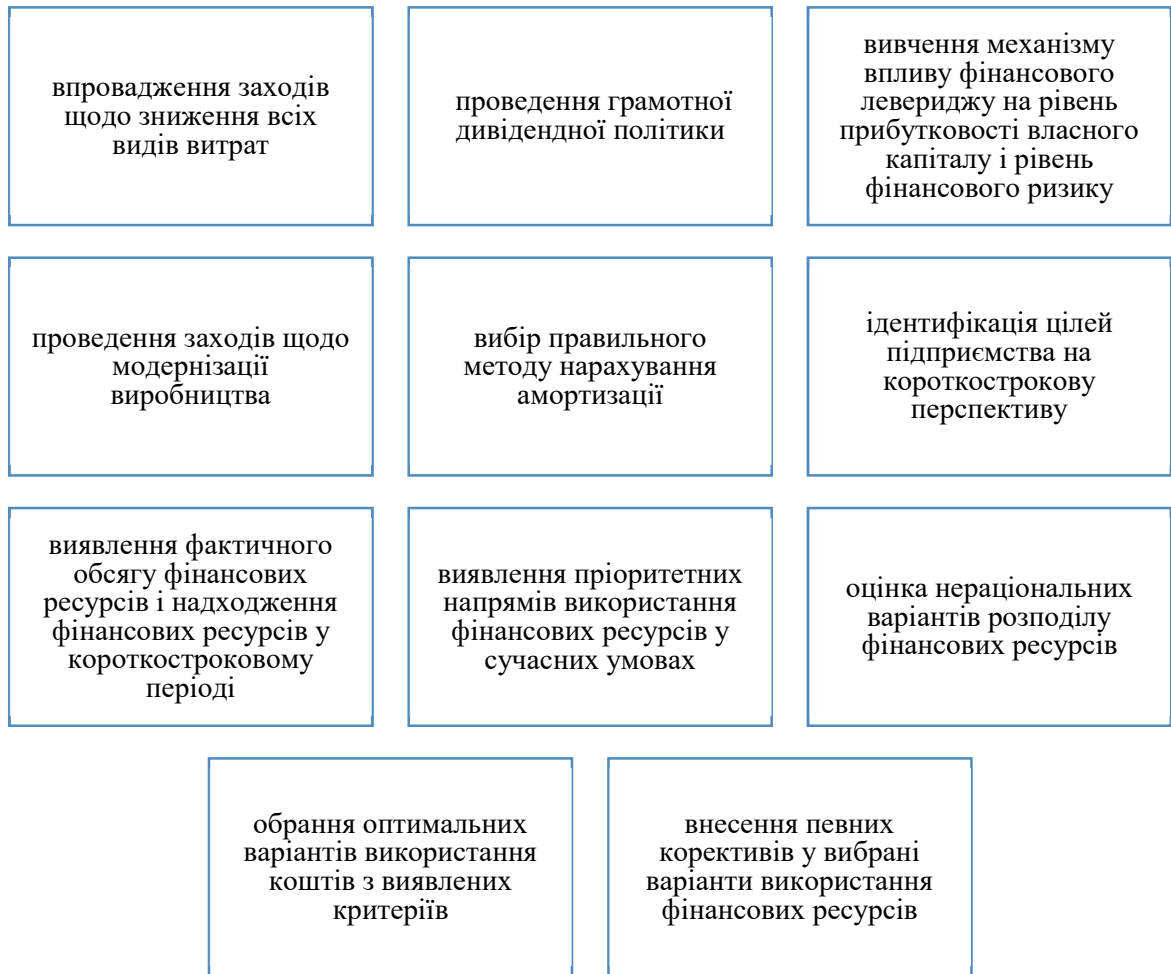 впровадження заходів
щодо зниження всіх
видів витрат
проведення грамотної
дивідендної політики
вивчення механізму
впливу фінансового
левериджу на рівень
прибутковості власного
капіталу і рівень
фінансового ризику
проведення заходів щодо
модернізації
виробництва
вибір правильного
методу нарахування
амортизації
ідентифікація цілей
підприємства на
короткострокову
перспективу
виявлення фактичного
обсягу фінансових
ресурсів і надходження
фінансових ресурсів у
короткостроковому
періоді
виявлення пріоритетних
напрямів використання
фінансових ресурсів у
сучасних умовах
оцінка нераціональних
варіантів розподілу
фінансових ресурсів
обрання оптимальних
варіантів використання
коштів з виявлених
критеріїв
внесення певних
корективів у вибрані
варіанти використання
фінансових ресурсів